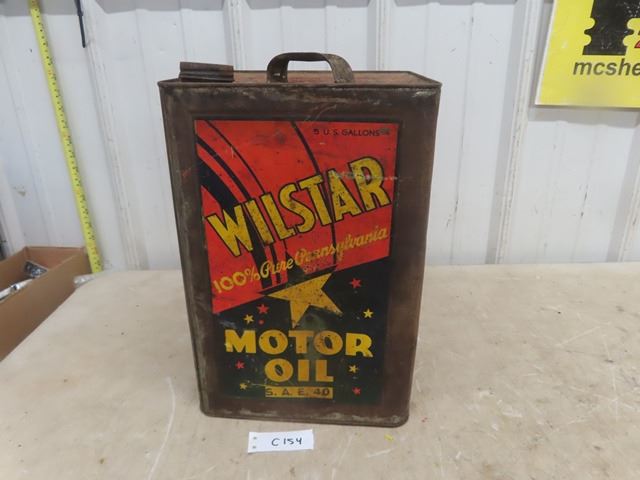 5 U.S. GALLONS
WILSTAR
100% Pure Pennsylvania
MOTOR
OIL
S.A.E. 40
C154
mcshe